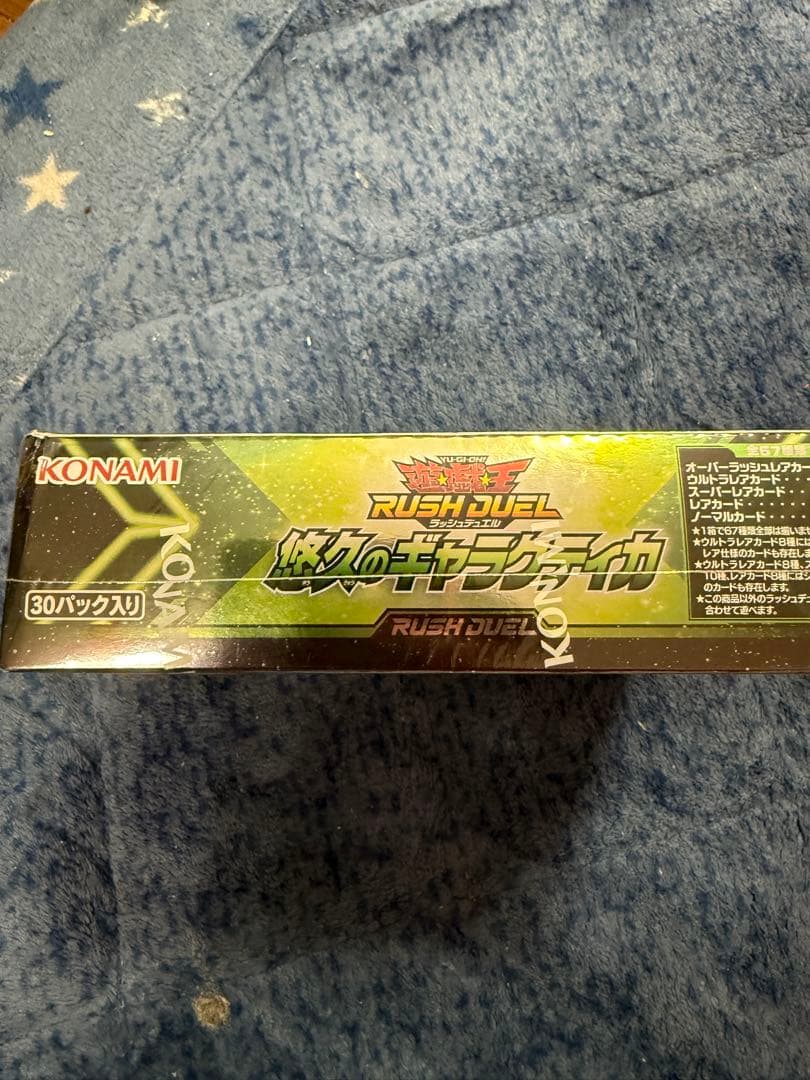 KONAMI
30パック入り
YU-GI-OH!
遊☆戯☆王
RUSH DUEL
ラッシュデュエル
悠久のギャラクティカ
ゆう きゅう
RUSH DUEL
KONAMI
KONAMI
全67種類
オーバーラッシュレアカー
ウルトラレアカード・・・
スーパーレアカード・・・
レアカード・・・・・
ノーマルカード・・・・
★1箱で67種類全部は揃いませ
★ウルトラレアカード8種には
レア仕様のカードも存在しま
★ウルトラレアカード8種、ス
10種、レアカード8種には
のカードも存在します。
★この商品以外のラッシュデュ
合わせて遊べます。